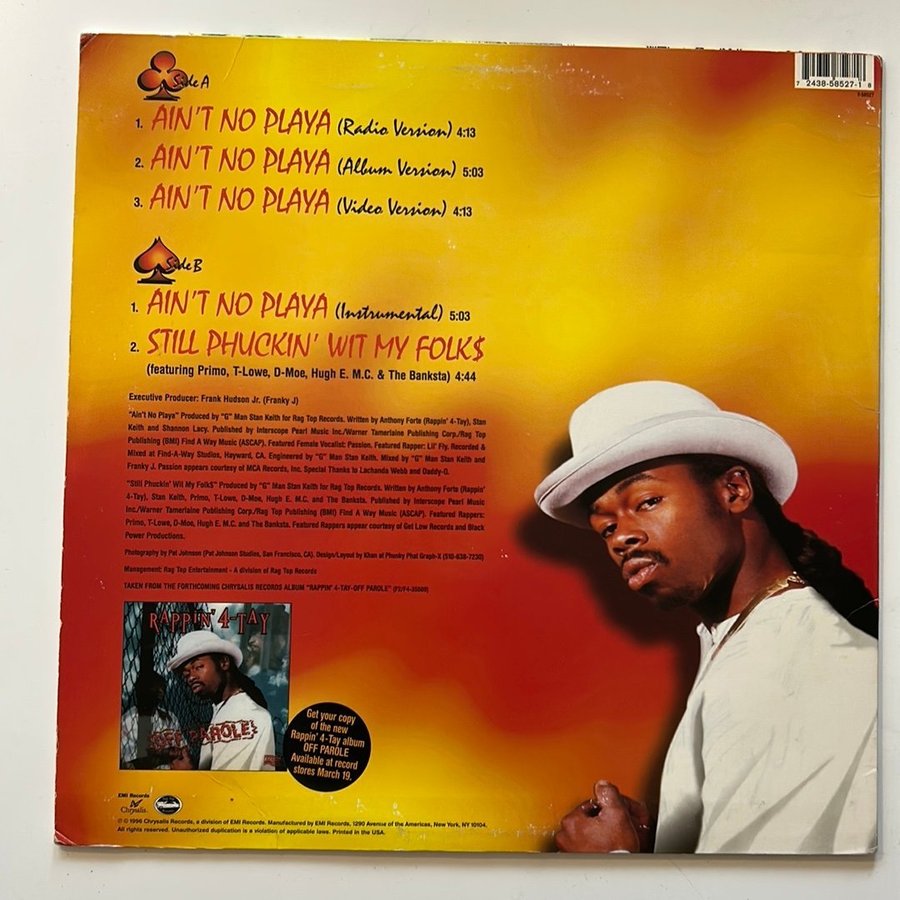 Side A
1. AIN'T NO PLAYA (Radio Version) 4:13
2. AIN'T NO PLAYA (Album Version) 5:03
3. AIN'T NO PLAYA (Video Version) 4:13
Side B
1. AIN'T NO PLAYA (Instrumental) 5:03
2. STILL PHUCKIN' WIT MY FOLK$
(featuring Primo, T-Lowe, D-Moe, Hugh E. M.C. & The Banksta) 4:44
Executive Producer: Frank Hudson Jr. (Franky J)
"Ain't No Playa" Produced by "G" Man Stan Keith for Rag Top Records. Written by Anthony Forte (Rappin' 4-Tay), Stan
Keith and Shannon Lacy. Published by Interscope Pearl Music Inc./Warner Tamerlaine Publishing Corp./Rag Top
Publishing (BMI) Find A Way Music (ASCAP). Featured Female Vocalist: Passion. Featured Rapper: Lil' Fly. Recorded &
Mixed at Find-A-Way Studios, Hayward, CA. Engineered by "G" Man Stan Keith. Mixed by "G" Man Stan Keith and
Franky J. Passion appears courtesy of MCA Records, Inc. Special Thanks to Lachanda Webb and Daddy-O.
"Still Phuckin' Wit My Folk$" Produced by "G" Man Stan Keith for Rag Top Records. Written by Anthony Forte (Rappin'
4-Tay), Stan Keith, Primo, T-Lowe, D-Moe, Hugh E. M.C. and The Banksta. Published by Interscope Pearl Music
Inc./Warner Tamerlaine Publishing Corp/Rag Top Publishing (BMI) Find A Way Music (ASCAP). Featured Rappers:
Primo, T-Lowe, D-Moe, Hugh E. M.C. and The Banksta. Featured Rappers appear courtesy of Get Low Records and Black
Power Productions.
Photography by Pat Johnson (Pat Johnson Studios, San Francisco, CA). Design/Layout by Khan at Phunky Phat Graph-X (510-638-7230)
Management: Rag Top Entertainment - A division of Rag Top Records
TAKEN FROM THE FORTHCOMING CHRYSALIS RECORDS ALBUM "RAPPIN' 4-TAY-OFF PAROLE"
RAPPIN' 4-TAY
OFF PAROLE
Get your copy
of the new
Rappin' 4-Tay album
OFF PAROLE
Available at record
stores March 19.
EMI Records
Chrysalis.
℗ © 1996 Chrysalis Records, a division of EMI Records. Manufactured by EMI Records, 1290 Avenue of the Americas, New York, NY 10104.
All rights reserved. Unauthorized duplication is a violation of applicable laws. Printed in the USA.
7 2438-58527-1 8